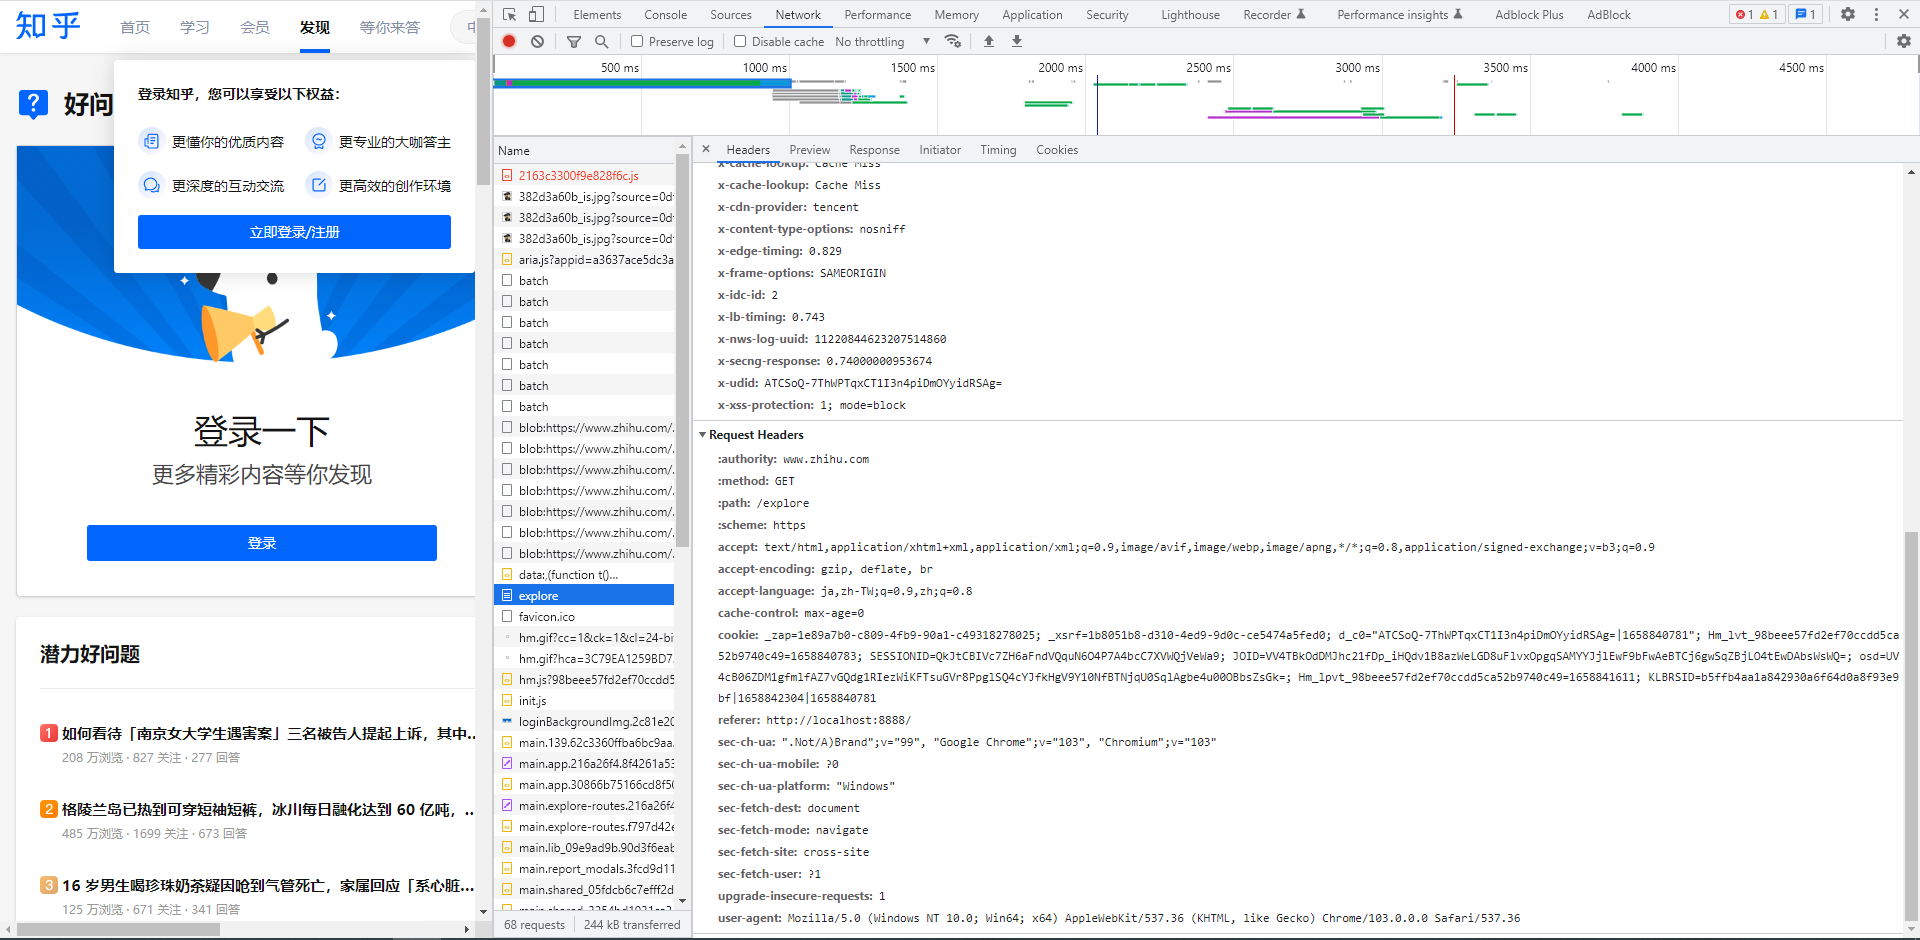 知乎
首页 学习 会员 发现 等你来答
登录知乎，您可以享受以下权益：
更懂你的优质内容 更专业的大咖答主
更深度的互动交流 更高效的创作环境
立即登录/注册
好问
登录一下
更多精彩内容等你发现
登录
潜力好问题
1 如何看待「南京女大学生遇害案」三名被告人提起上诉，其中...
208 万浏览 · 827 关注 · 277 回答
2 格陵兰岛已热到可穿短袖短裤，冰川每日融化达到 60 亿吨，...
485 万浏览 · 1699 关注 · 673 回答
3 16 岁男生喝珍珠奶茶疑因呛到气管死亡，家属回应「系心脏...
125 万浏览 · 671 关注 · 341 回答
Elements Console Sources Network Performance Memory Application Security Lighthouse Recorder Performance insights Adblock Plus AdBlock 1 1 1
Preserve log Disable cache No throttling
500 ms 1000 ms 1500 ms 2000 ms 2500 ms 3000 ms 3500 ms 4000 ms 4500 ms
Name
2163c3300f9e828f6c.js
382d3a60b_is.jpg?source=0d
382d3a60b_is.jpg?source=0d
382d3a60b_is.jpg?source=0d
aria.js?appid=a3637ace5dc3a
batch
batch
batch
batch
batch
batch
batch
blob:https://www.zhihu.com/
blob:https://www.zhihu.com/
blob:https://www.zhihu.com/
blob:https://www.zhihu.com/
blob:https://www.zhihu.com/
blob:https://www.zhihu.com/
blob:https://www.zhihu.com/
data:,(function t()...
explore
favicon.ico
hm.gif?cc=1&ck=1&cl=24-bi
hm.gif?hca=3C79EA1259BD7
hm.js?98beee57fd2ef70ccdd5
init.js
loginBackgroundImg.2c81e20
main.139.62c3360ffba6bc9aa
main.app.216a26f4.8f4261a53
main.app.30866b75166cd8f50
main.explore-routes.216a26f4
main.explore-routes.f797d42e
main.lib_09e9ad9b.90d3f6eab
main.report_modals.3fcd9d11
main.shared_05fdcb6c7efff2d
68 requests 244 kB transferred
Headers Preview Response Initiator Timing Cookies
x-cache-lookup: Cache Miss
x-cache-lookup: Cache Miss
x-cdn-provider: tencent
x-content-type-options: nosniff
x-edge-timing: 0.829
x-frame-options: SAMEORIGIN
x-idc-id: 2
x-lb-timing: 0.743
x-nws-log-uuid: 11220844623207514860
x-secng-response: 0.74000000953674
x-udid: ATCSoQ-7ThWPTqxCT1I3n4piDmOYyidRSAg=
x-xss-protection: 1; mode=block
Request Headers
:authority: www.zhihu.com
:method: GET
:path: /explore
:scheme: https
accept: text/html,application/xhtml+xml,application/xml;q=0.9,image/avif,image/webp,image/apng,*/*;q=0.8,application/signed-exchange;v=b3;q=0.9
accept-encoding: gzip, deflate, br
accept-language: ja,zh-TW;q=0.9,zh;q=0.8
cache-control: max-age=0
cookie: _zap=1e89a7b0-c809-4fb9-90a1-c49318278025; _xsrf=1b8051b8-d310-4ed9-9d0c-ce5474a5fed0; d_c0="ATCSoQ-7ThWPTqxCT1I3n4piDmOYyidRSAg=|1658840781"; Hm_lvt_98beee57fd2ef70ccdd5ca
52b9740c49=1658840783; SESSIONID=QkJtCBIVc7ZH6aFndVQquN6O4P7A4bcC7XVWQjVeWa9; JOID=VV4TBkOdDMJhc21fDp_iHQdv1B8azWeLGD8uFlvxOpgqSAMYYJjlEwF9bFwAeBTCj6gwSqZBjLO4tEwDAbsWsWQ=; osd=UV
4cB06ZDM1gfmlfAZ7vGQdg1RIezWiKFTsuGVr8PpglSQ4cYJfkHgV9Y10NfBTNjqU0SqlAgbe4u00OBbsZsGk=; Hm_lpvt_98beee57fd2ef70ccdd5ca52b9740c49=1658841611; KLBRSID=b5ffb4aa1a842930a6f64d0a8f93e9
bf|1658842304|1658840781
referer: http://localhost:8888/
sec-ch-ua: ".Not/A)Brand";v="99", "Google Chrome";v="103", "Chromium";v="103"
sec-ch-ua-mobile: ?0
sec-ch-ua-platform: "Windows"
sec-fetch-dest: document
sec-fetch-mode: navigate
sec-fetch-site: cross-site
sec-fetch-user: ?1
upgrade-insecure-requests: 1
user-agent: Mozilla/5.0 (Windows NT 10.0; Win64; x64) AppleWebKit/537.36 (KHTML, like Gecko) Chrome/103.0.0.0 Safari/537.36